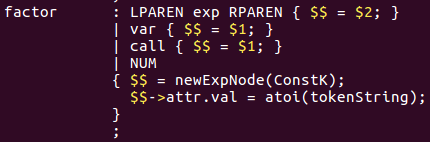 factor : LPAREN exp RPAREN { $$ = $2; }
| var { $$ = $1; }
| call { $$ = $1; }
| NUM
{ $$ = newExpNode(ConstK);
$$->attr.val = atoi(tokenString);
}
;